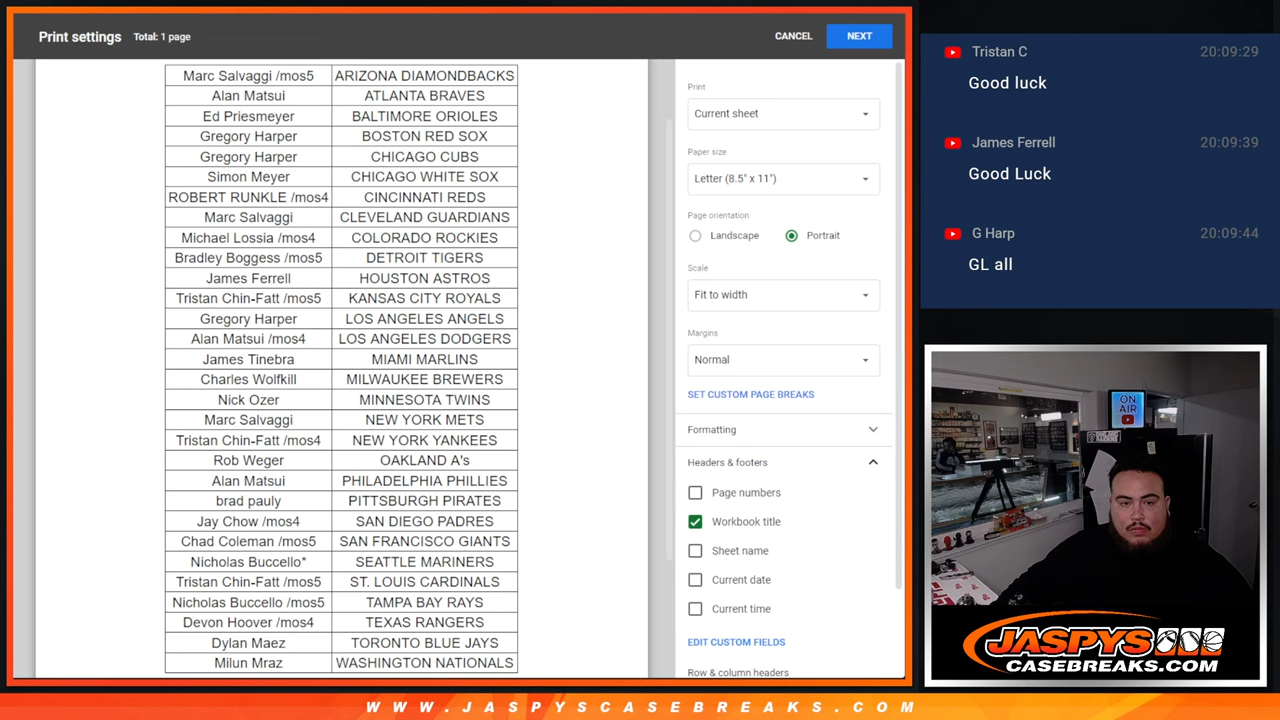 Print settings
Total: 1 page
CANCEL
NEXT
Marc Salvaggi /mos5 ARIZONA DIAMONDBACKS
Alan Matsui ATLANTA BRAVES
Ed Priesmeyer BALTIMORE ORIOLES
Gregory Harper BOSTON RED SOX
Gregory Harper CHICAGO CUBS
Simon Meyer CHICAGO WHITE SOX
ROBERT RUNKLE /mos4 CINCINNATI REDS
Marc Salvaggi CLEVELAND GUARDIANS
Michael Lossia /mos4 COLORADO ROCKIES
Bradley Boggess /mos5 DETROIT TIGERS
James Ferrell HOUSTON ASTROS
Tristan Chin-Fatt /mos5 KANSAS CITY ROYALS
Gregory Harper LOS ANGELES ANGELS
Alan Matsui /mos4 LOS ANGELES DODGERS
James Tinebra MIAMI MARLINS
Charles Wolfkill MILWAUKEE BREWERS
Nick Ozer MINNESOTA TWINS
Marc Salvaggi NEW YORK METS
Tristan Chin-Fatt /mos4 NEW YORK YANKEES
Rob Weger OAKLAND A's
Alan Matsui PHILADELPHIA PHILLIES
brad pauly PITTSBURGH PIRATES
Jay Chow /mos4 SAN DIEGO PADRES
Chad Coleman /mos5 SAN FRANCISCO GIANTS
Nicholas Buccello* SEATTLE MARINERS
Tristan Chin-Fatt /mos5 ST. LOUIS CARDINALS
Nicholas Buccello /mos5 TAMPA BAY RAYS
Devon Hoover /mos4 TEXAS RANGERS
Dylan Maez TORONTO BLUE JAYS
Milun Mraz WASHINGTON NATIONALS
Print
Current sheet
Paper size
Letter (8.5" x 11")
Page orientation
Landscape
Portrait
Scale
Fit to width
Margins
Normal
SET CUSTOM PAGE BREAKS
Formatting
Headers & footers
Page numbers
Workbook title
Sheet name
Current date
Current time
EDIT CUSTOM FIELDS
Row & column headers
Tristan C 20:09:29
Good luck
James Ferrell 20:09:39
Good Luck
G Harp 20:09:44
GL all
ON
AIR
JASPYS
CASEBREAKS.COM
WWW.JASPYSCASEBREAKS.COM